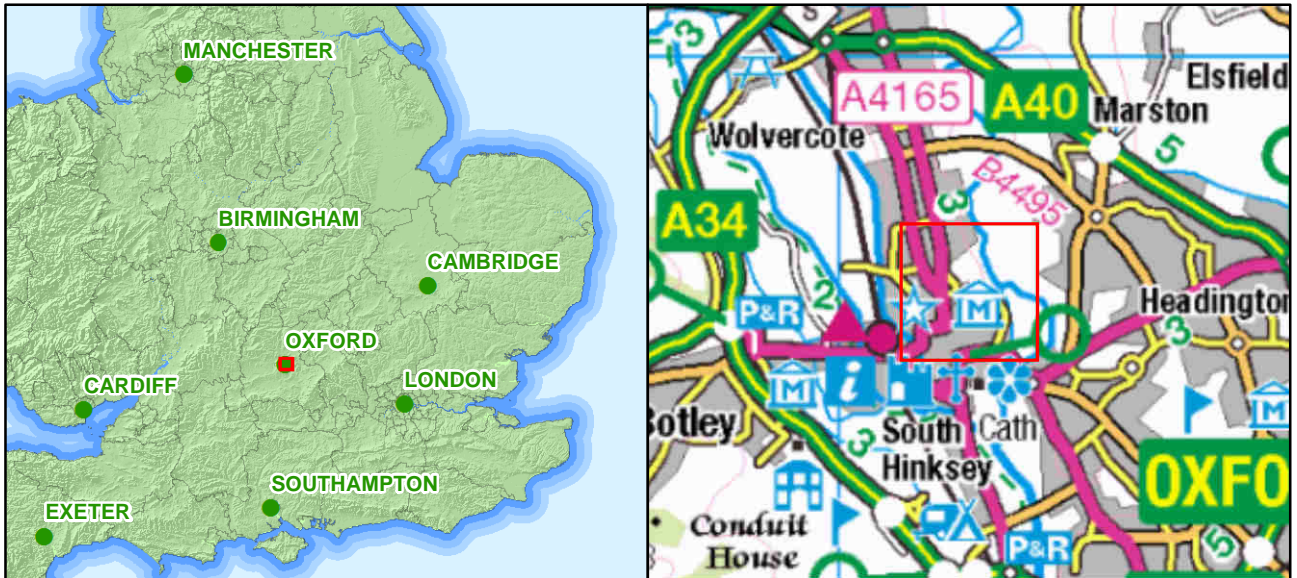 MANCHESTER
BIRMINGHAM
CAMBRIDGE
OXFORD
CARDIFF
LONDON
SOUTHAMPTON
EXETER
3
S
A4165
A40
Elsfield
Marston
Wolvercote
5
B4495
3
A34
2
P&R
M
Headington
3
M
i
M
Botley
3
South
Hinksey
Cath
OXFO
Conduit
House
P&R
5